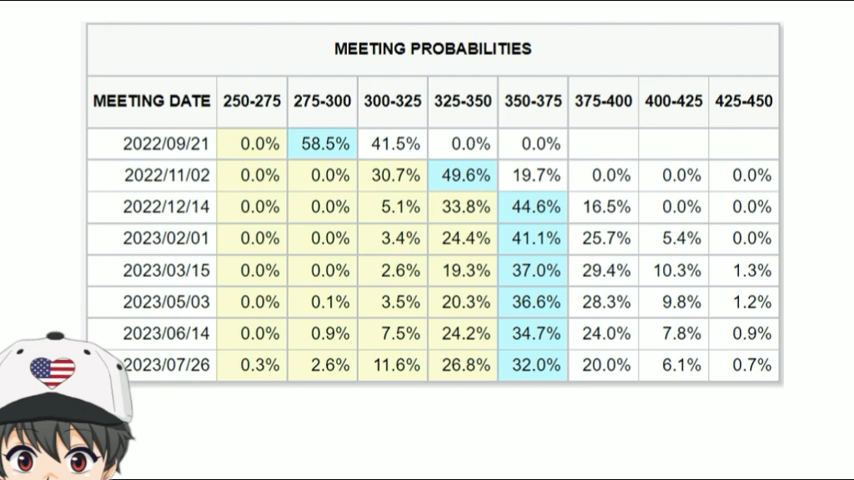 MEETING PROBABILITIES
MEETING DATE 250-275 275-300 300-325 325-350 350-375 375-400 400-425 425-450
2022/09/21 0.0% 58.5% 41.5% 0.0% 0.0%
2022/11/02 0.0% 0.0% 30.7% 49.6% 19.7% 0.0% 0.0% 0.0%
2022/12/14 0.0% 0.0% 5.1% 33.8% 44.6% 16.5% 0.0% 0.0%
2023/02/01 0.0% 0.0% 3.4% 24.4% 41.1% 25.7% 5.4% 0.0%
2023/03/15 0.0% 0.0% 2.6% 19.3% 37.0% 29.4% 10.3% 1.3%
2023/05/03 0.0% 0.1% 3.5% 20.3% 36.6% 28.3% 9.8% 1.2%
2023/06/14 0.0% 0.9% 7.5% 24.2% 34.7% 24.0% 7.8% 0.9%
2023/07/26 0.3% 2.6% 11.6% 26.8% 32.0% 20.0% 6.1% 0.7%